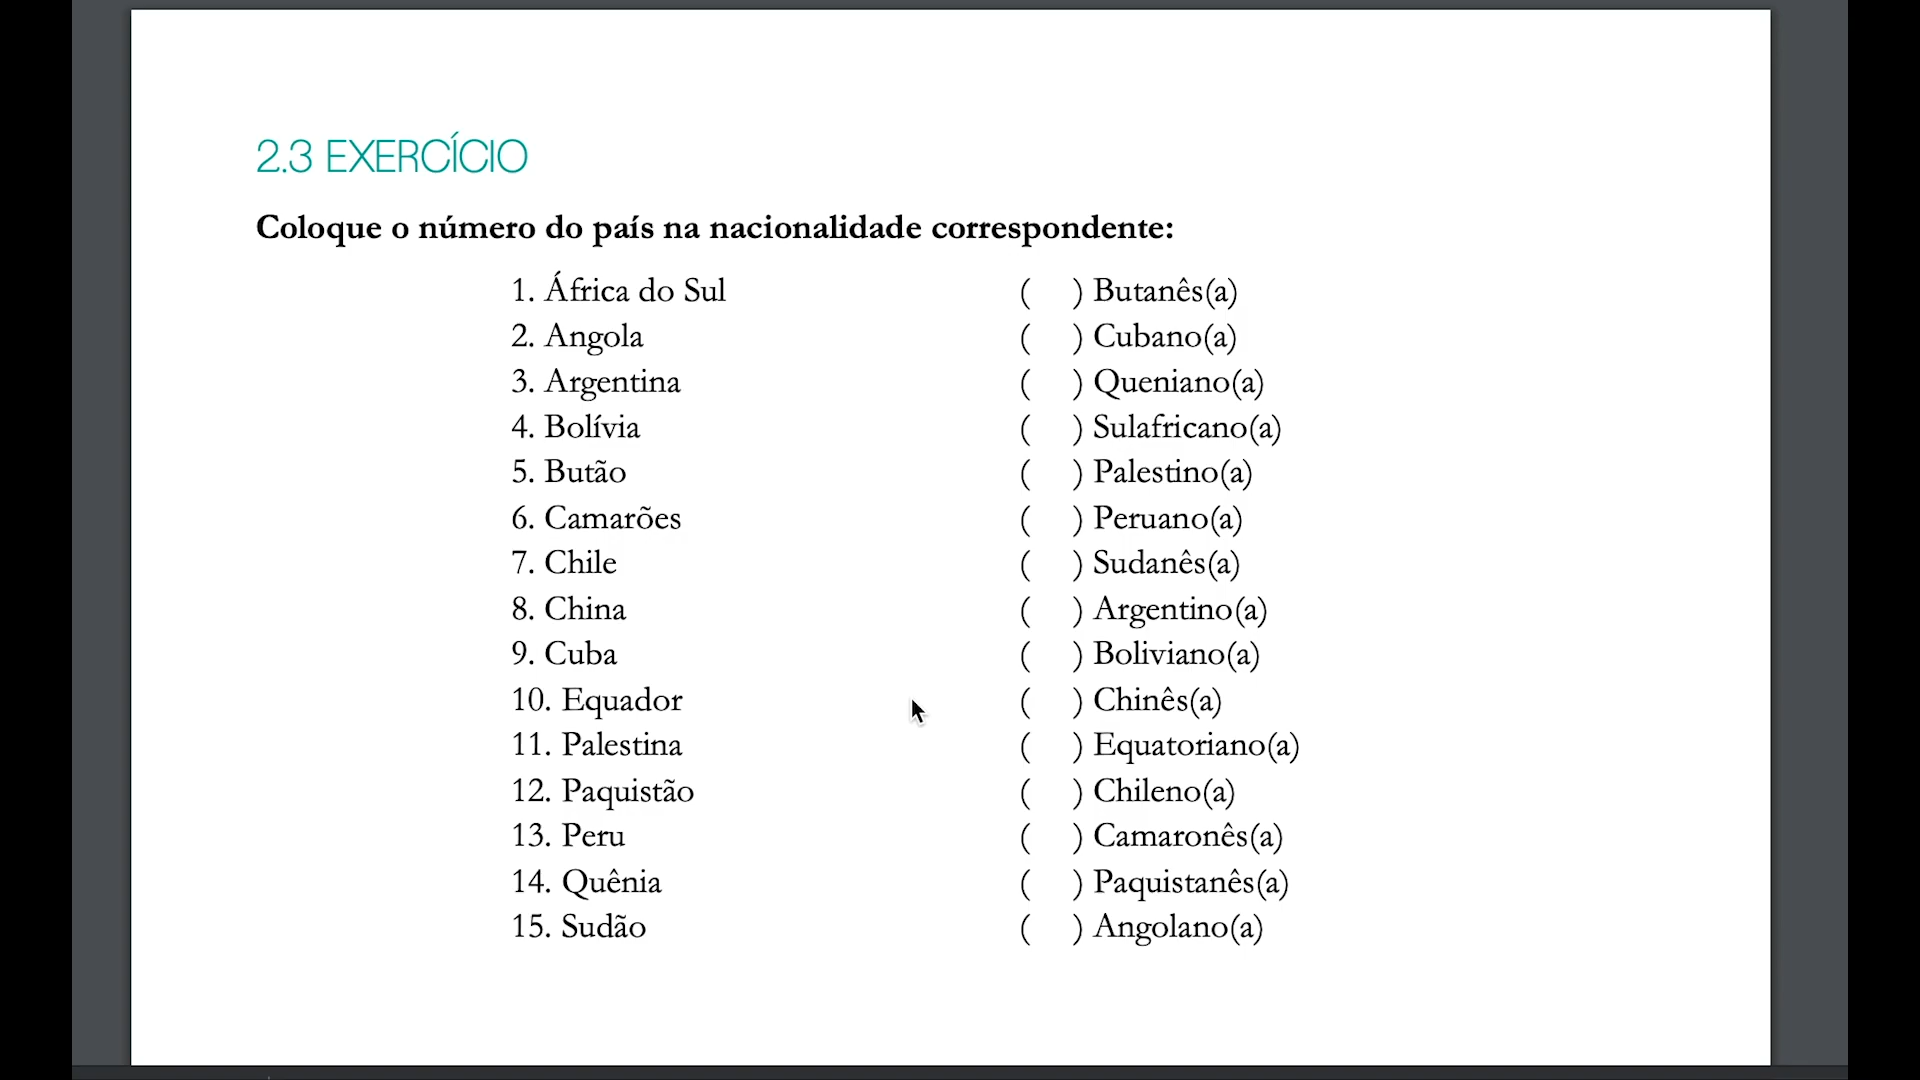 2.3 EXERCÍCIO
Coloque o número do país na nacionalidade correspondente:
1. África do Sul ( ) Butanês(a)
2. Angola ( ) Cubano(a)
3. Argentina ( ) Queniano(a)
4. Bolívia ( ) Sulafricano(a)
5. Butão ( ) Palestino(a)
6. Camarões ( ) Peruano(a)
7. Chile ( ) Sudanês(a)
8. China ( ) Argentino(a)
9. Cuba ( ) Boliviano(a)
10. Equador ( ) Chinês(a)
11. Palestina ( ) Equatoriano(a)
12. Paquistão ( ) Chileno(a)
13. Peru ( ) Camaronês(a)
14. Quênia ( ) Paquistanês(a)
15. Sudão ( ) Angolano(a)